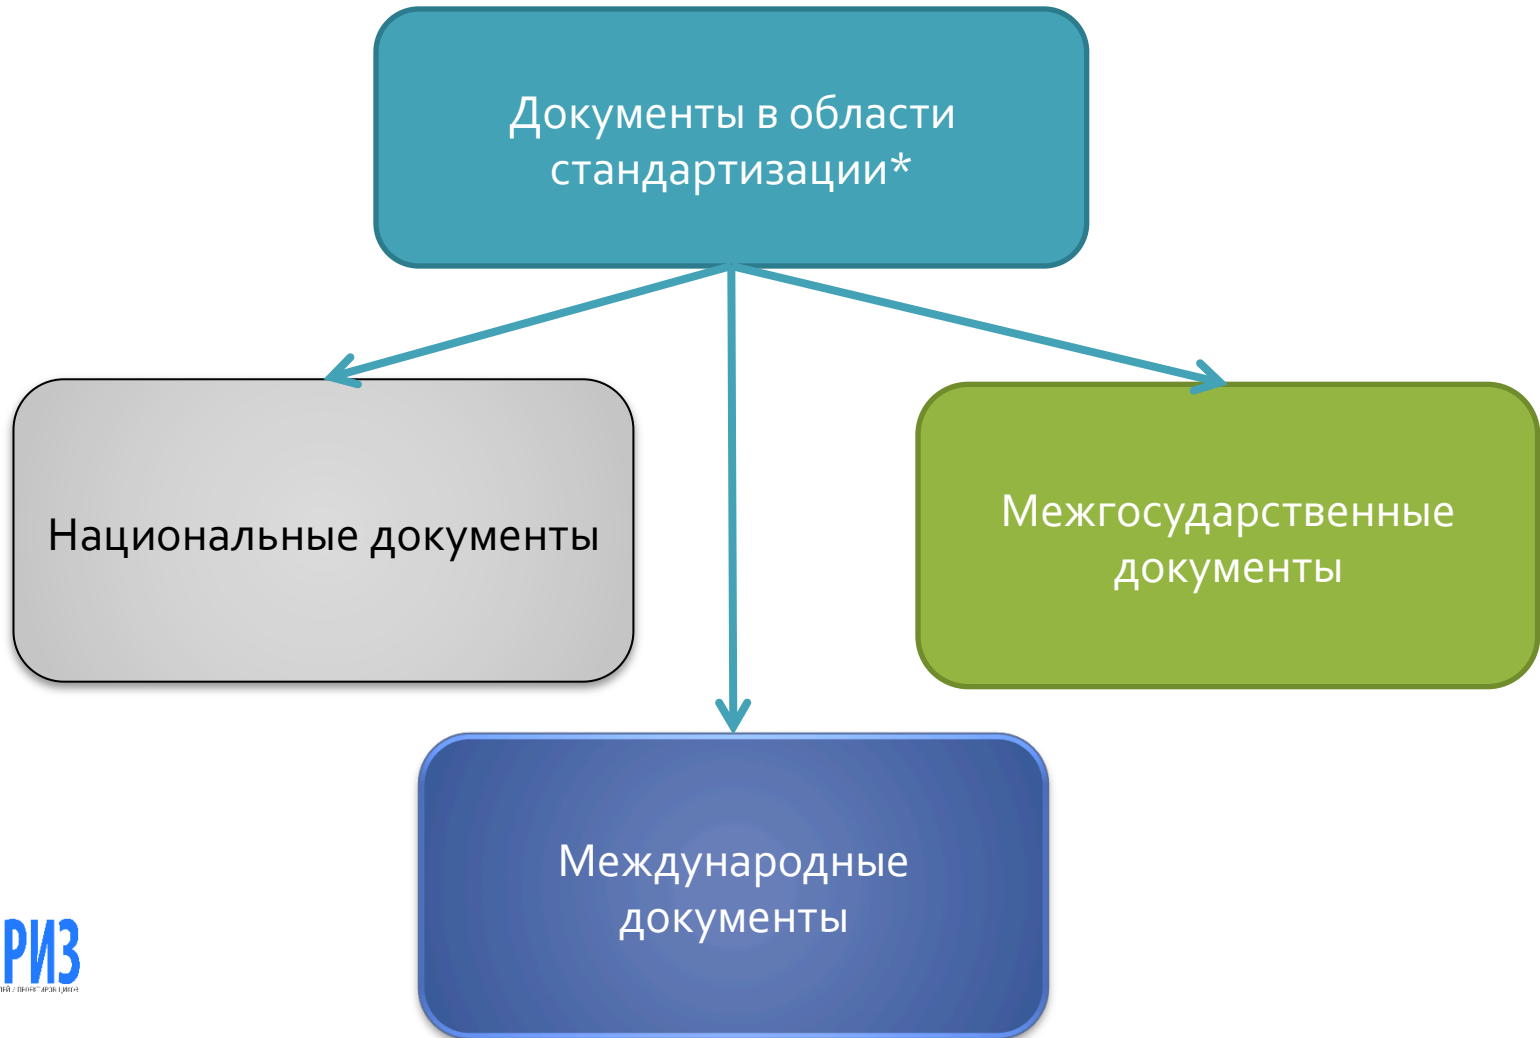 Документы в области
стандартизации*
Национальные документы
Межгосударственные
документы
Международные
документы
РИЗ